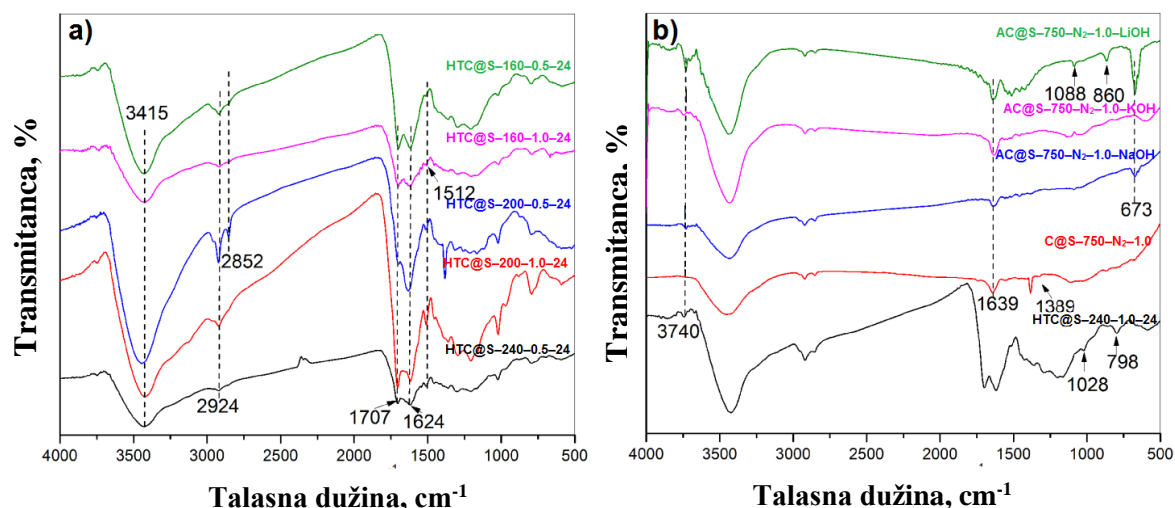 a)
HTC@S-160-0.5-24
3415
HTC@S-160-1.0-24
1512
HTC@S-200-0.5-24
2852
HTC@S-200-1.0-24
HTC@S-240-0.5-24
2924
1707
1624
Transmitanca, %
4000 3500 3000 2500 2000 1500 1000 500
Talasna dužina, cm-1
b)
AC@S-750-N2-1.0-LiOH
1088
860
AC@S-750-N2-1.0-KOH
AC@S-750-N2-1.0-NaOH
673
C@S-750-N2-1.0
1639
1389
3740
HTC@S-240-1.0-24
1028
798
Transmitanca, %
4000 3500 3000 2500 2000 1500 1000 500
Talasna dužina, cm-1